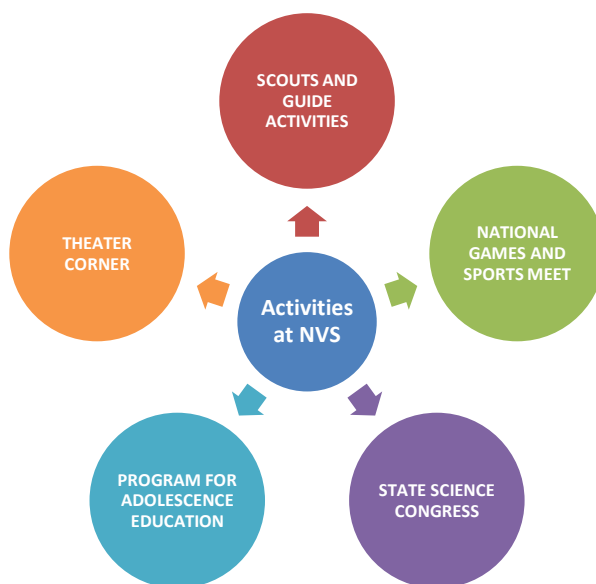 SCOUTS AND
GUIDE
ACTIVITIES
THEATER
CORNER
NATIONAL
GAMES AND
SPORTS MEET
Activities
at NVS
PROGRAM FOR
ADOLESCENCE
EDUCATION
STATE SCIENCE
CONGRESS